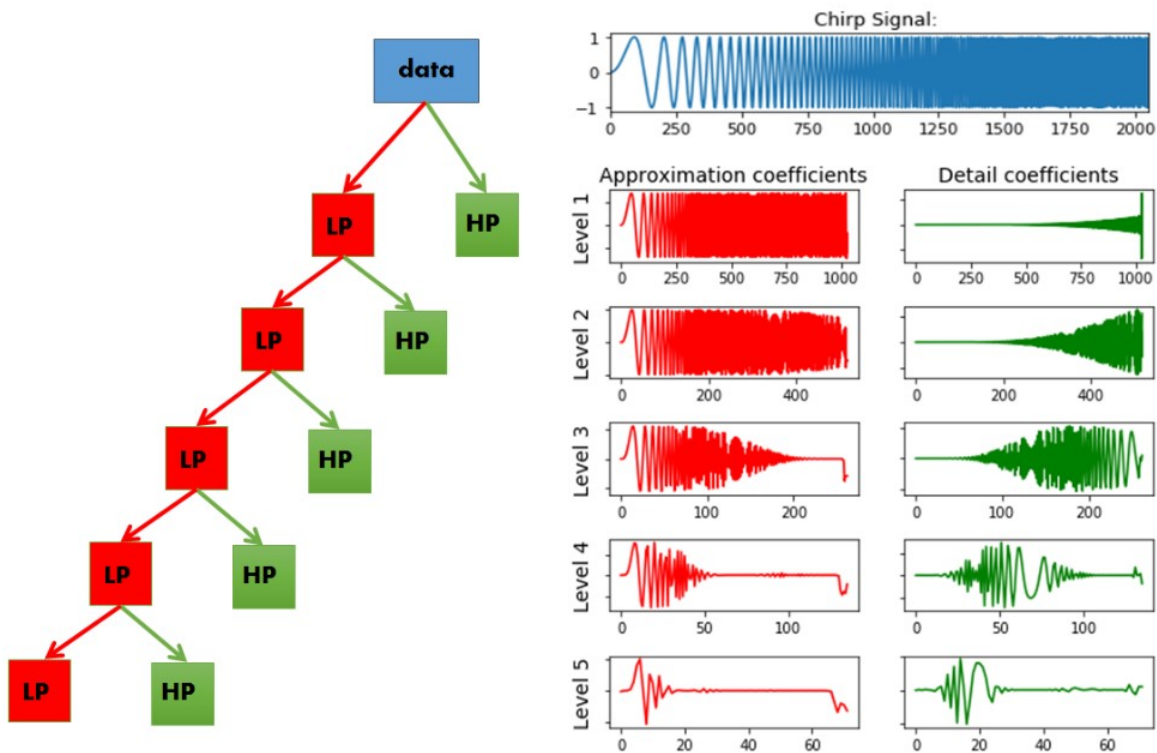 data
LP
HP
LP
HP
LP
HP
LP
HP
LP
HP
Chirp Signal:
1
0
−1
0 250 500 750 1000 1250 1500 1750 2000
Approximation coefficients Detail coefficients
Level 1
0 250 500 750 1000
0 500 1000
Level 2
0 200 400
0 200 400
Level 3
0 100 200
0 100 200
Level 4
0 50 100
0 50 100
Level 5
0 20 40 60
0 20 40 60